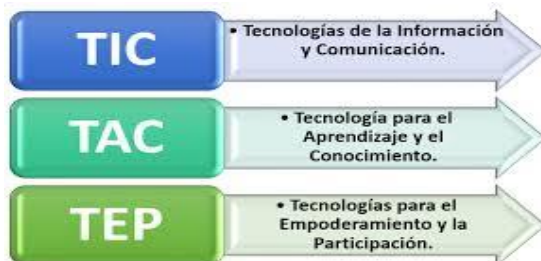 TIC
• Tecnologías de la Información
y Comunicación.
TAC
• Tecnología para el
Aprendizaje y el
Conocimiento.
TEP
• Tecnologías para el
Empoderamiento y la
Participación.